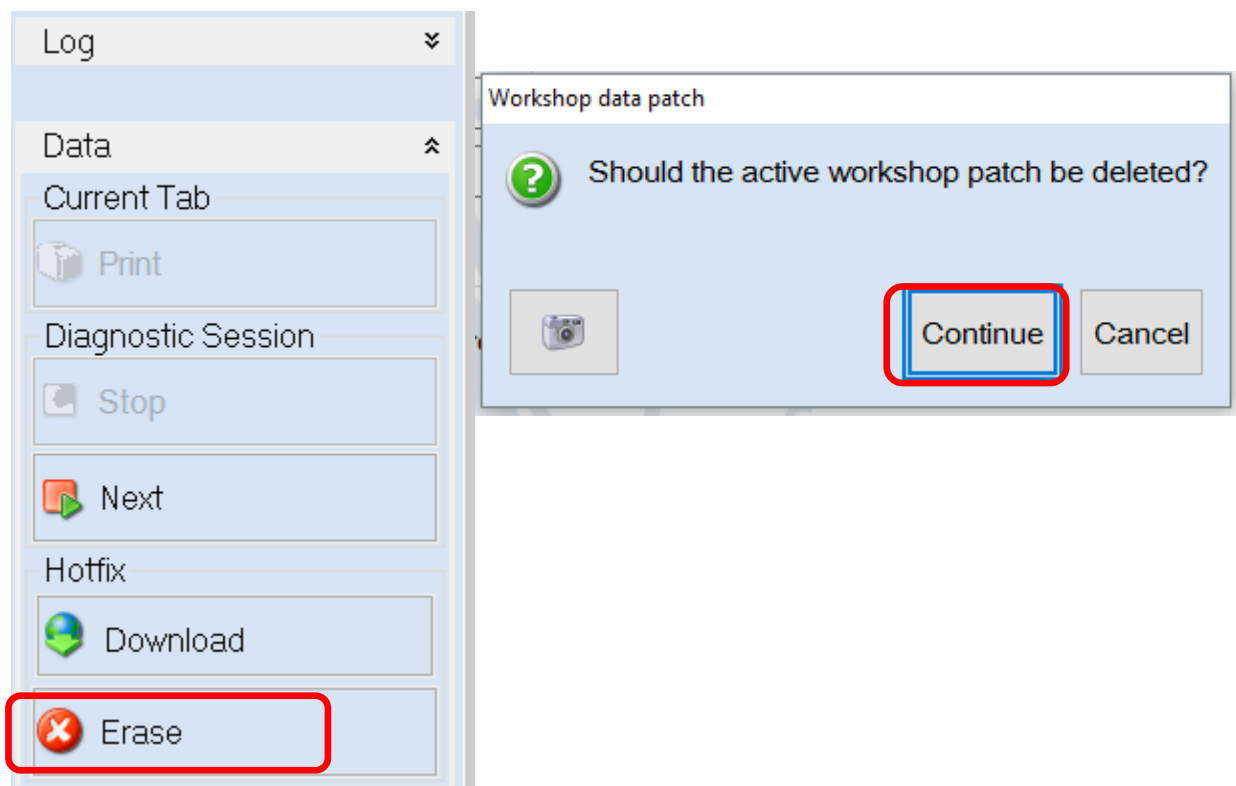 Log
Data
Current Tab
Print
Diagnostic Session
Stop
Next
Hotfix
Download
Erase
Workshop data patch
Should the active workshop patch be deleted?
Continue
Cancel